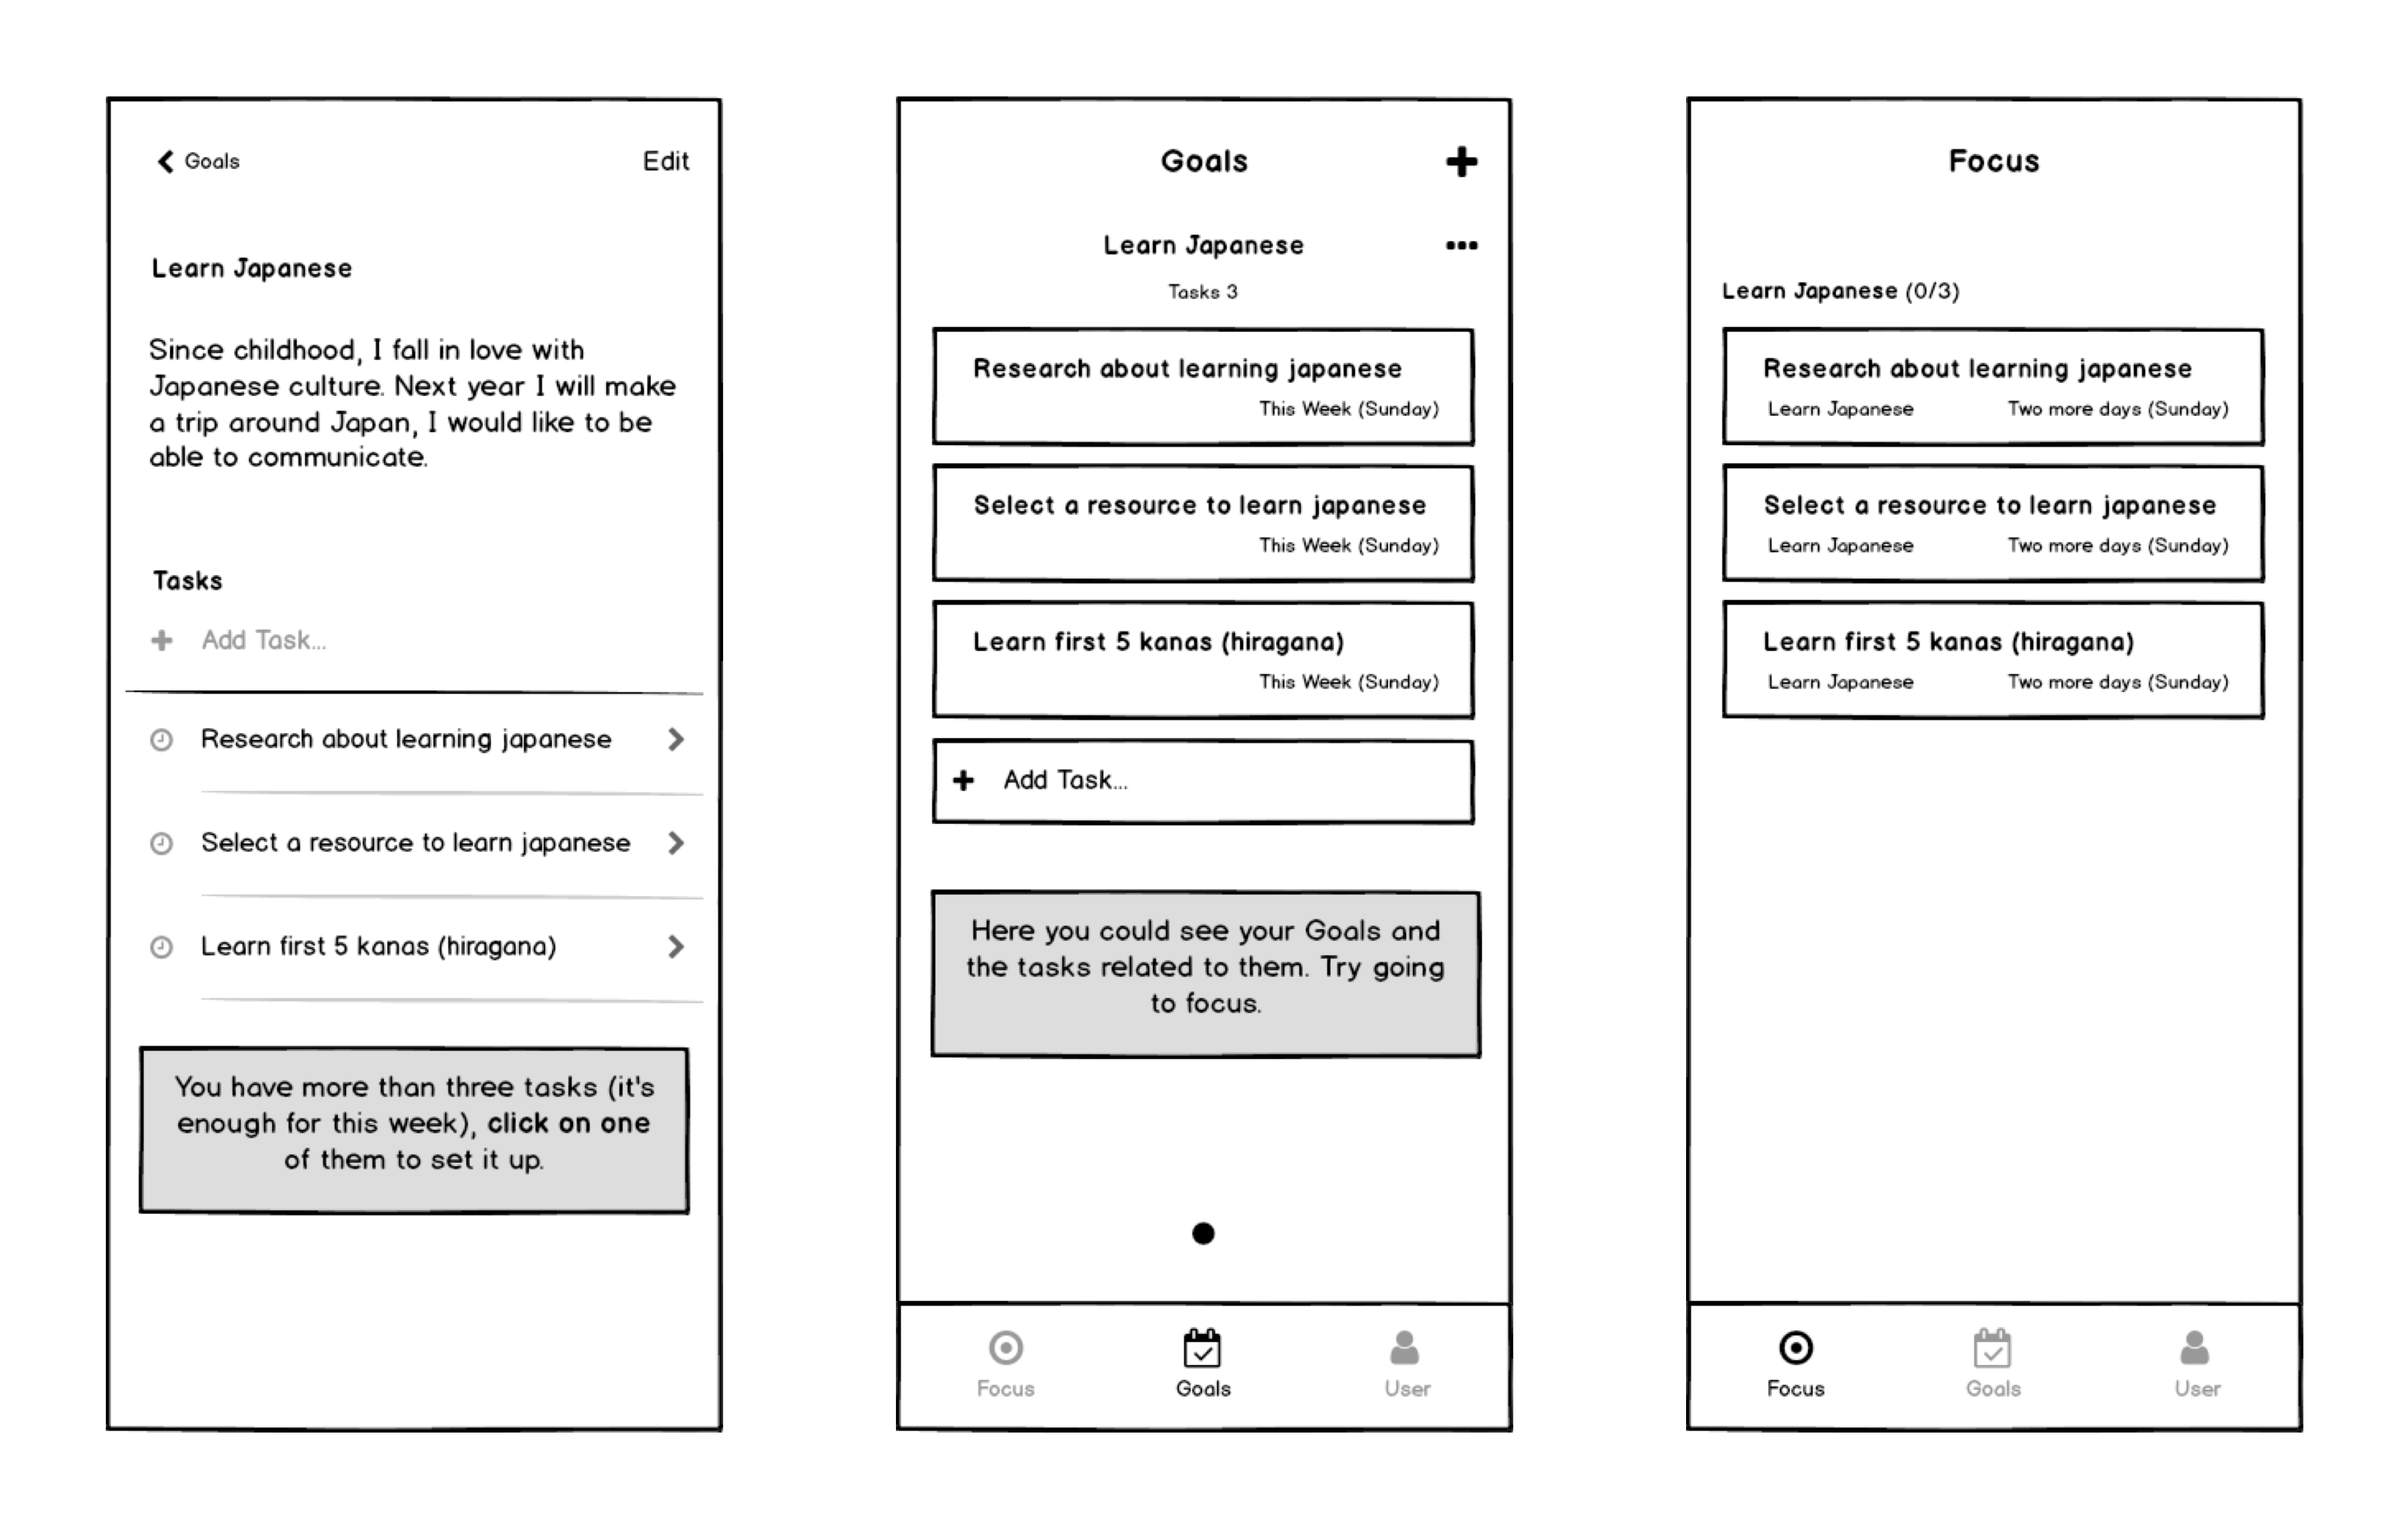 Goals
Edit
Learn Japanese
Since childhood, I fall in love with
Japanese culture. Next year I will make
a trip around Japan, I would like to be
able to communicate.
Tasks
Add Task...
Research about learning japanese
Select a resource to learn japanese
Learn first 5 kanas (hiragana)
You have more than three tasks (it's
enough for this week), click on one
of them to set it up.
Goals
Learn Japanese
Tasks 3
Research about learning japanese
This Week (Sunday)
Select a resource to learn japanese
This Week (Sunday)
Learn first 5 kanas (hiragana)
This Week (Sunday)
Add Task...
Here you could see your Goals and
the tasks related to them. Try going
to focus.
Focus
Goals
User
Focus
Learn Japanese (0/3)
Research about learning japanese
Learn Japanese
Two more days (Sunday)
Select a resource to learn japanese
Learn Japanese
Two more days (Sunday)
Learn first 5 kanas (hiragana)
Learn Japanese
Two more days (Sunday)
Focus
Goals
User